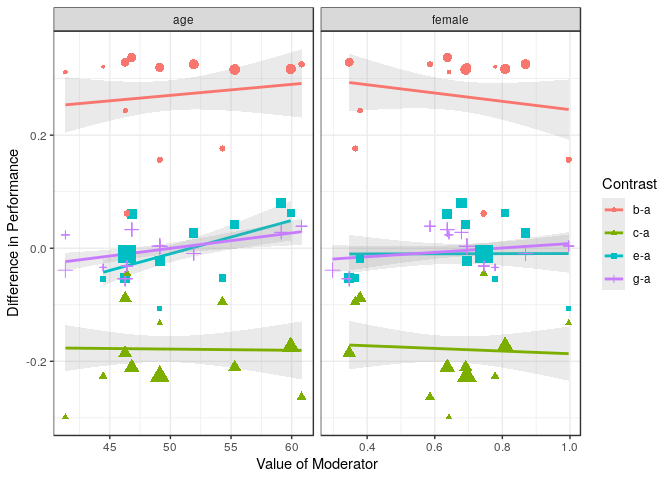 age
female
Difference in Performance
0.2
0.0
-0.2
45
50
55
60
0.4
0.6
0.8
1.0
Value of Moderator
Contrast
b-a
c-a
e-a
g-a